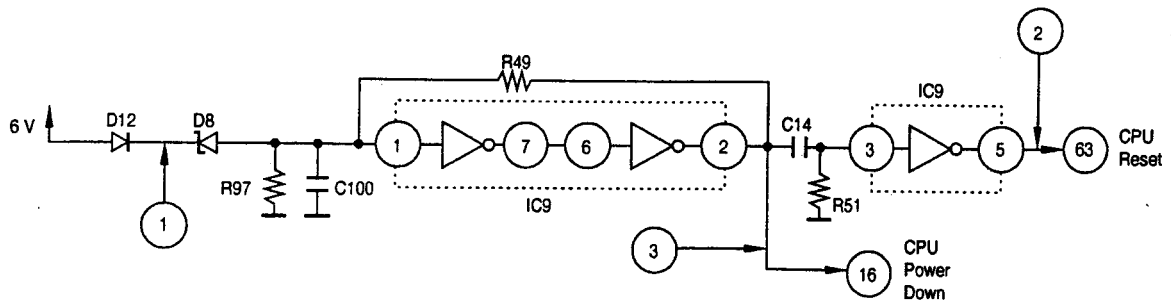 2
R49
IC9
6 V
D12
D8
C14
1
7
6
2
3
5
63
CPU
Reset
R97
C100
IC9
R51
1
3
16
CPU
Power
Down